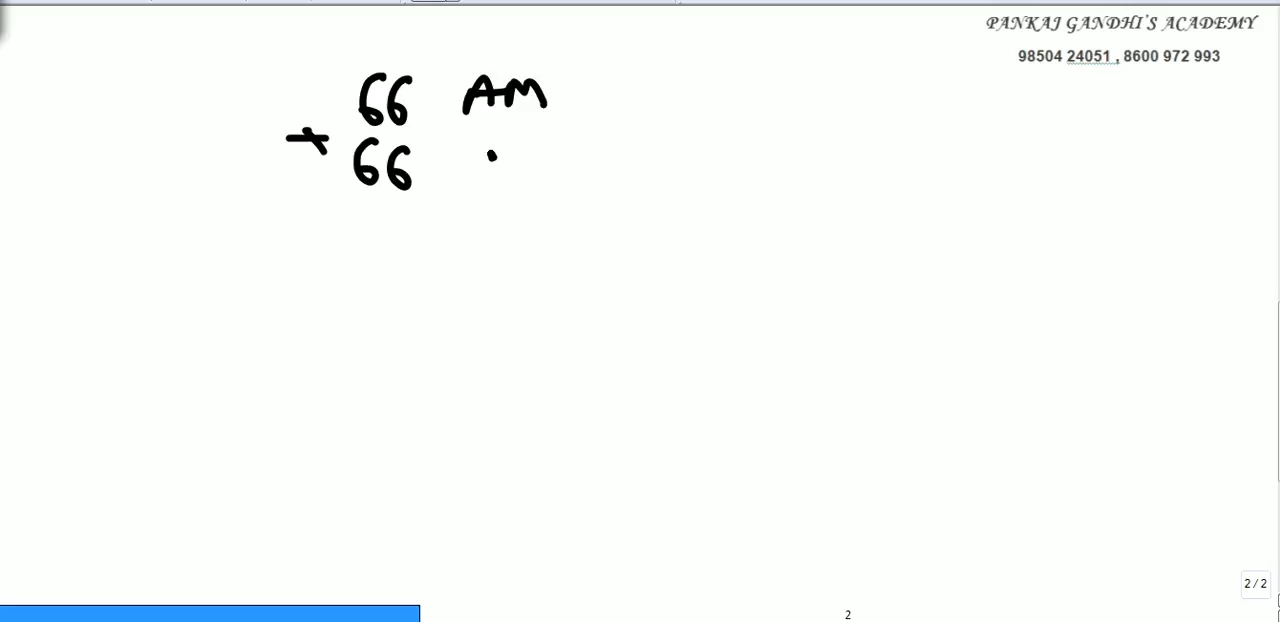 PANKAJ GANDHI'S ACADEMY
98504 24051 , 8600 972 993
66 AM
+ 66
2 / 2
2